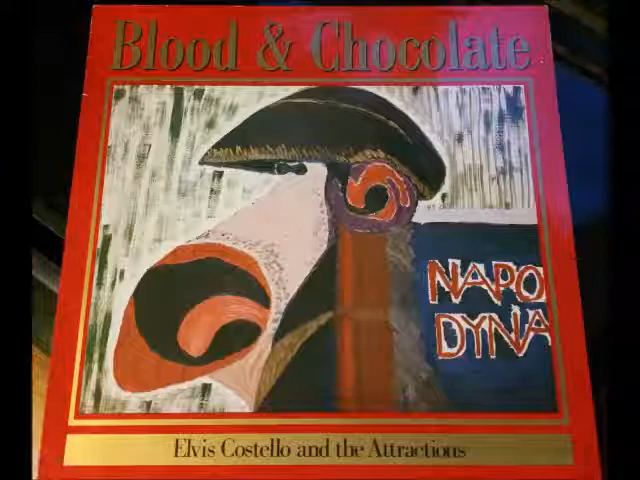 Blood & Chocolate
NAPO
DYNA
Elvis Costello and the Attractions